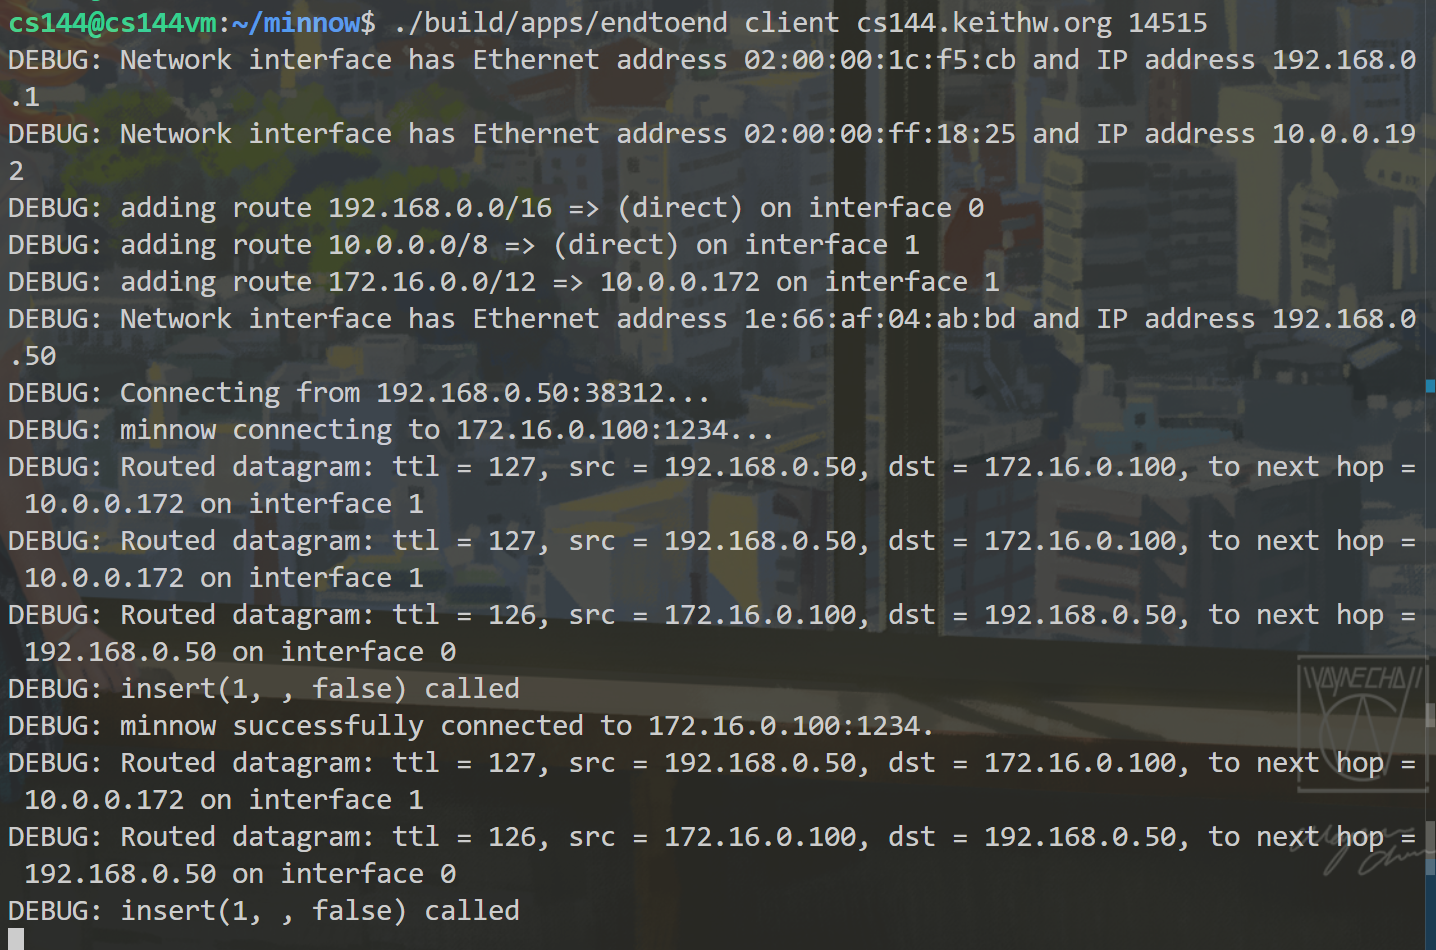 cs144@cs144vm:~/minnow$ ./build/apps/endtoend client cs144.keithw.org 14515
DEBUG: Network interface has Ethernet address 02:00:00:1c:f5:cb and IP address 192.168.0
.1
DEBUG: Network interface has Ethernet address 02:00:00:ff:18:25 and IP address 10.0.0.19
2
DEBUG: adding route 192.168.0.0/16 => (direct) on interface 0
DEBUG: adding route 10.0.0.0/8 => (direct) on interface 1
DEBUG: adding route 172.16.0.0/12 => 10.0.0.172 on interface 1
DEBUG: Network interface has Ethernet address 1e:66:af:04:ab:bd and IP address 192.168.0
.50
DEBUG: Connecting from 192.168.0.50:38312...
DEBUG: minnow connecting to 172.16.0.100:1234...
DEBUG: Routed datagram: ttl = 127, src = 192.168.0.50, dst = 172.16.0.100, to next hop =
 10.0.0.172 on interface 1
DEBUG: Routed datagram: ttl = 127, src = 192.168.0.50, dst = 172.16.0.100, to next hop =
 10.0.0.172 on interface 1
DEBUG: Routed datagram: ttl = 126, src = 172.16.0.100, dst = 192.168.0.50, to next hop =
 192.168.0.50 on interface 0
DEBUG: insert(1, , false) called
DEBUG: minnow successfully connected to 172.16.0.100:1234.
DEBUG: Routed datagram: ttl = 127, src = 192.168.0.50, dst = 172.16.0.100, to next hop =
 10.0.0.172 on interface 1
DEBUG: Routed datagram: ttl = 126, src = 172.16.0.100, dst = 192.168.0.50, to next hop =
 192.168.0.50 on interface 0
DEBUG: insert(1, , false) called